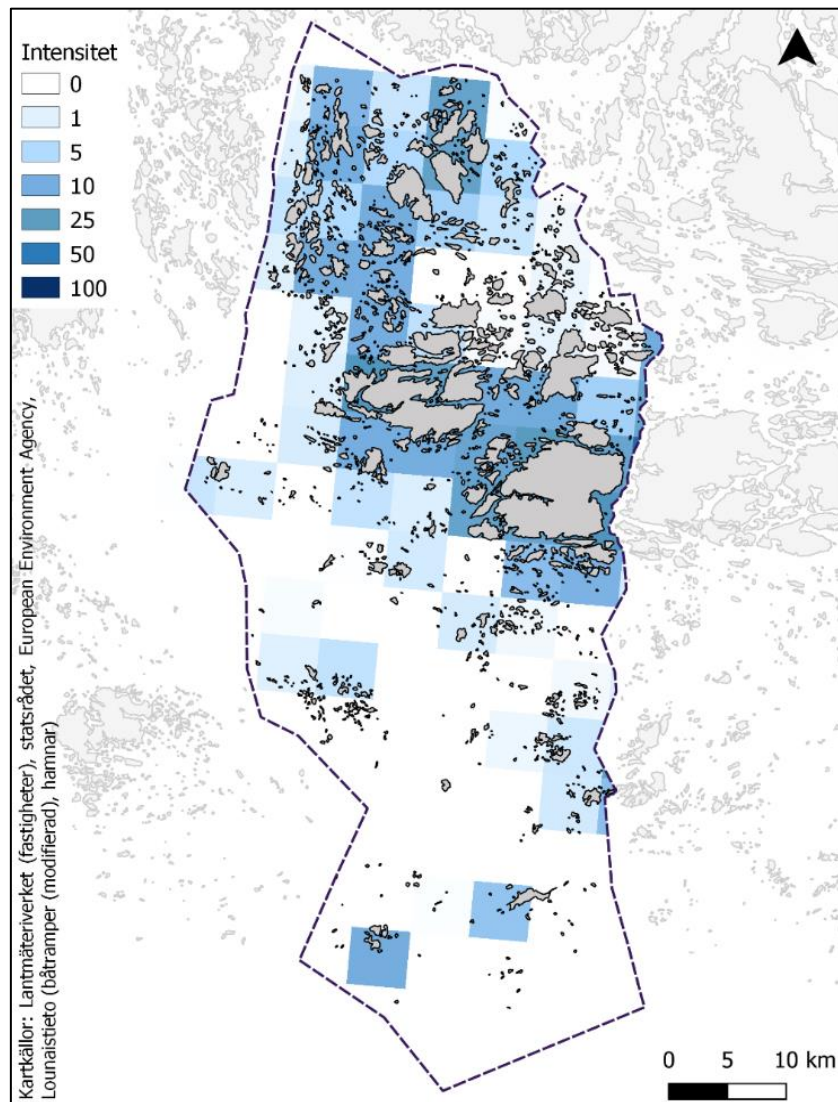 Intensitet
0
1
5
10
25
50
100
Kartkällor: Lantmäteriverket (fastigheter), statsrådet, European Environment Agency,
Lounaistieto (båtramper (modifierad), hamnar)
0 5 10 km